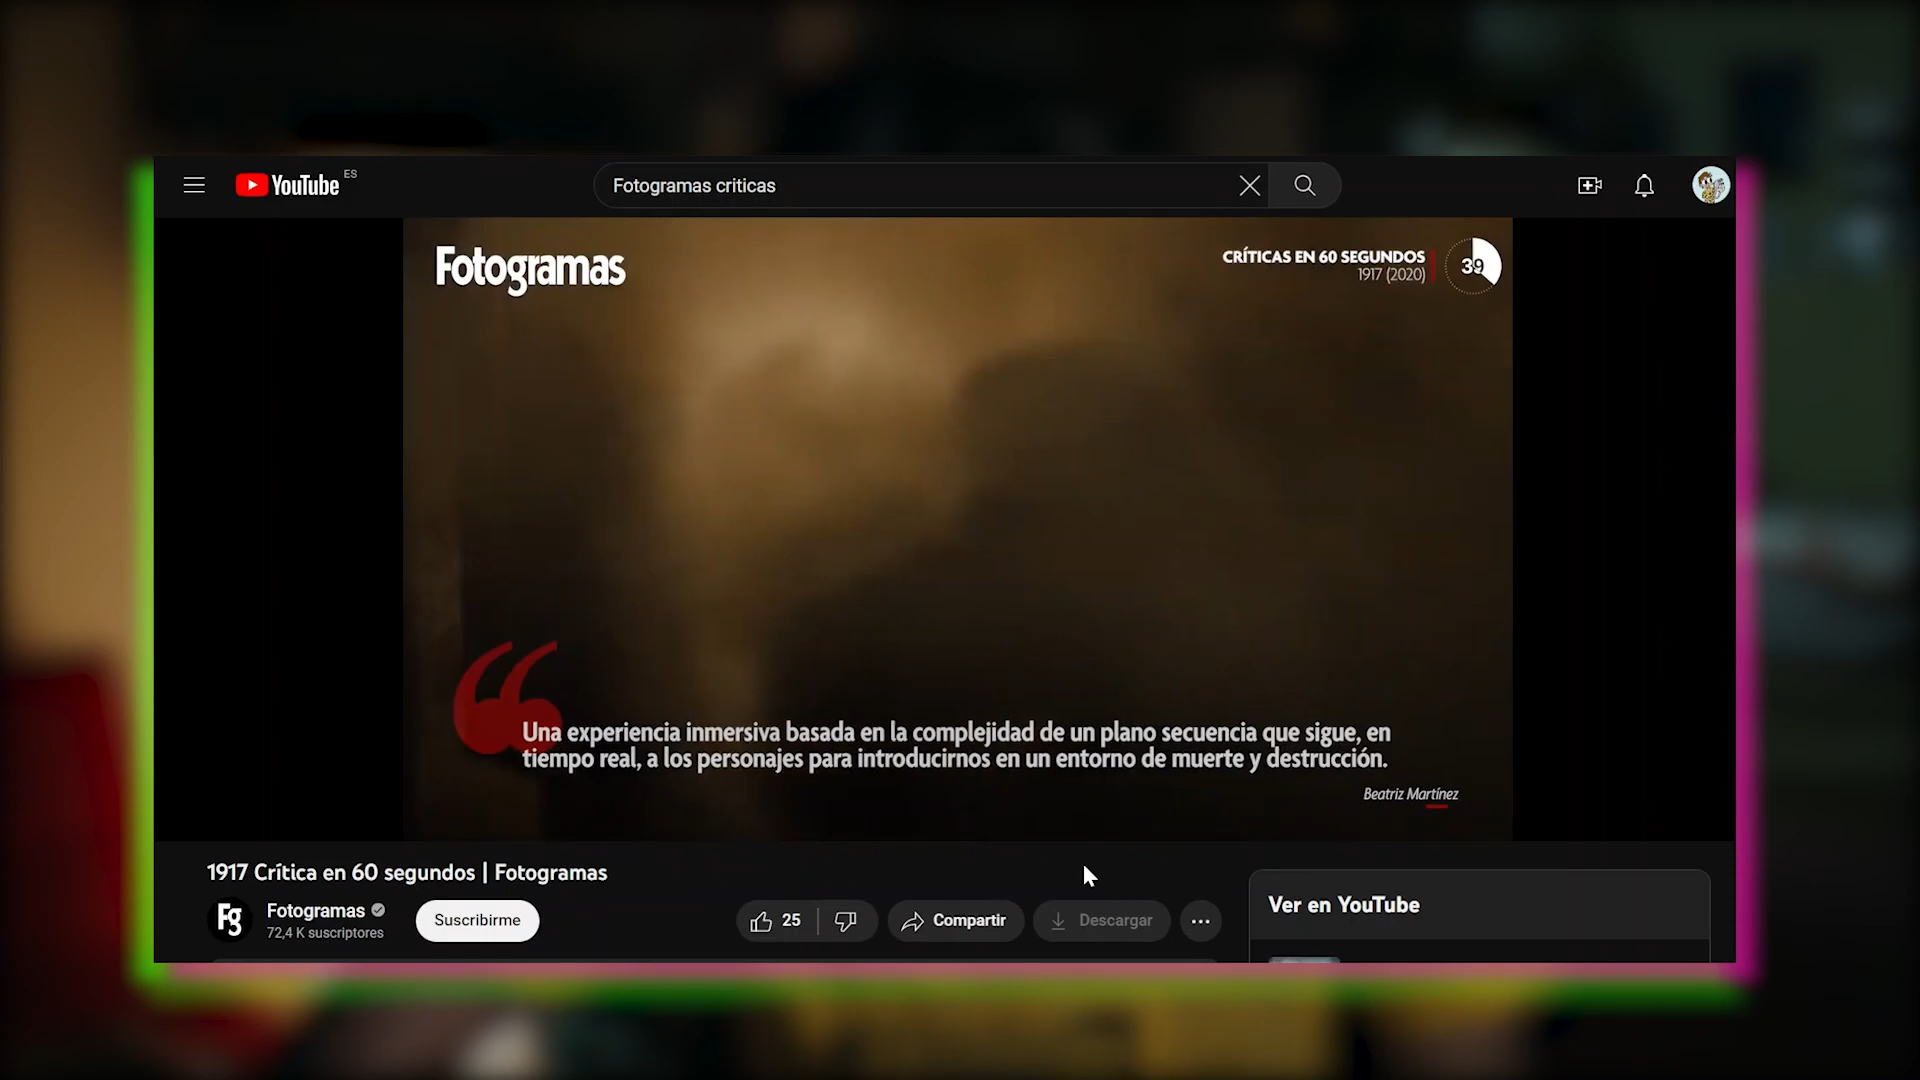 YouTube ES
Fotogramas criticas
Fotogramas
CRÍTICAS EN 60 SEGUNDOS
1917 (2020)
39
Una experiencia inmersiva basada en la complejidad de un plano secuencia que sigue, en
tiempo real, a los personajes para introducirnos en un entorno de muerte y destrucción.
Beatriz Martínez
1917 Crítica en 60 segundos | Fotogramas
Fg
Fotogramas
72,4 K suscriptores
Suscribirme
25
Compartir
Descargar
Ver en YouTube